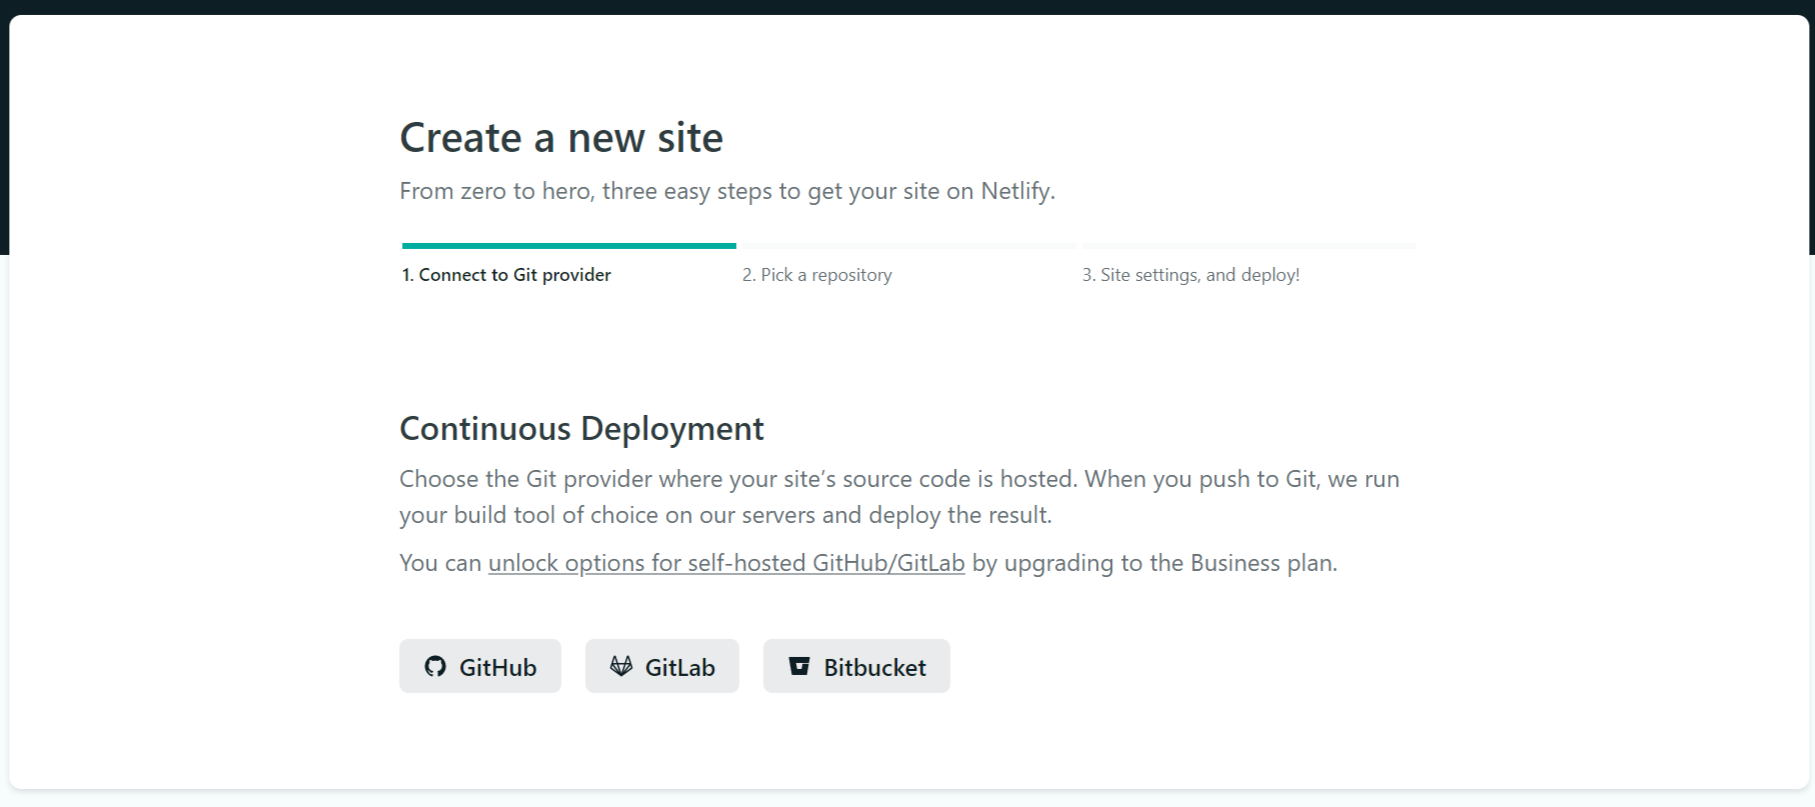 Create a new site
From zero to hero, three easy steps to get your site on Netlify.
1. Connect to Git provider
2. Pick a repository
3. Site settings, and deploy!
Continuous Deployment
Choose the Git provider where your site’s source code is hosted. When you push to Git, we run
your build tool of choice on our servers and deploy the result.
You can unlock options for self-hosted GitHub/GitLab by upgrading to the Business plan.
GitHub
GitLab
Bitbucket